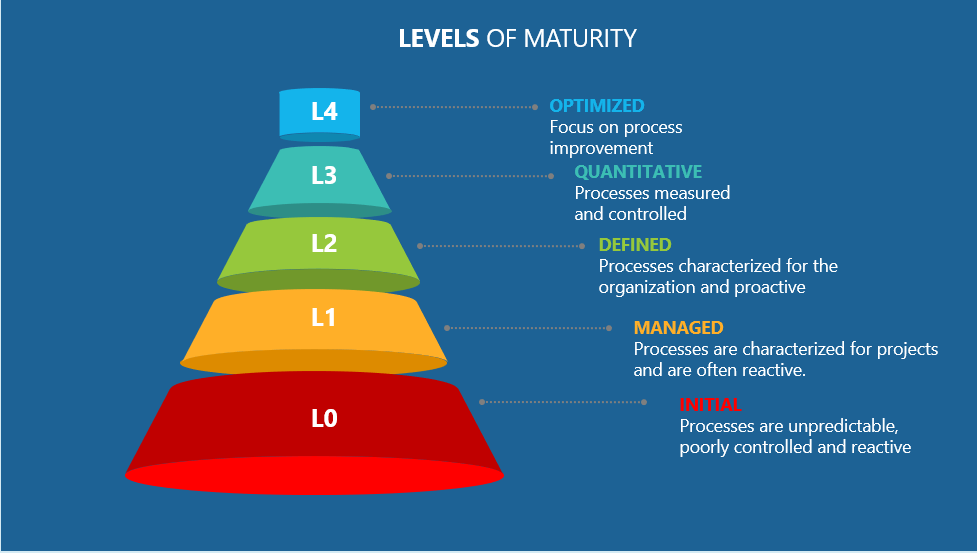 LEVELS OF MATURITY
L4
OPTIMIZED
Focus on process
improvement
L3
QUANTITATIVE
Processes measured
and controlled
L2
DEFINED
Processes characterized for the
organization and proactive
L1
MANAGED
Processes are characterized for projects
and are often reactive.
L0
INITIAL
Processes are unpredictable,
poorly controlled and reactive